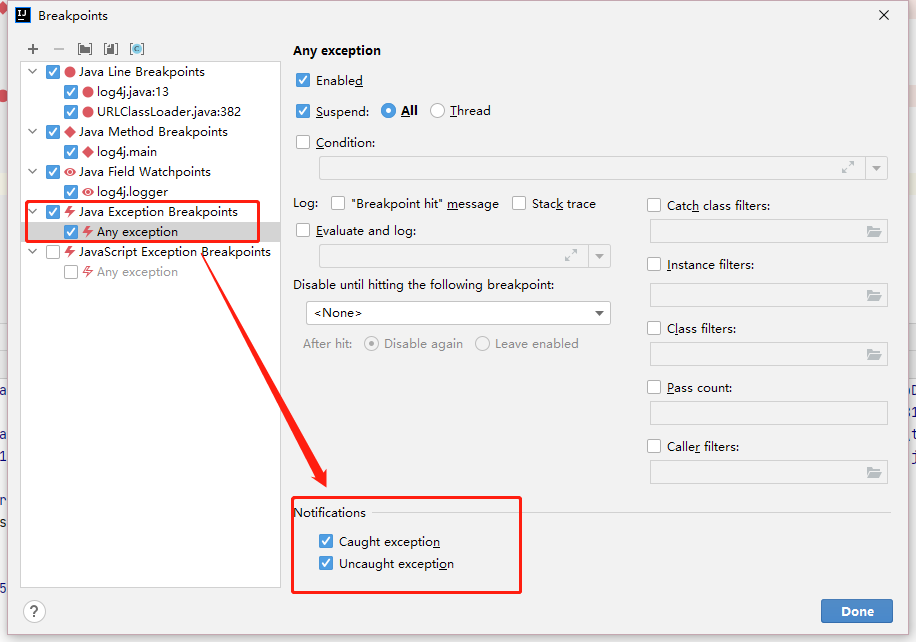 Breakpoints
Java Line Breakpoints
log4j.java:13
URLClassLoader.java:382
Java Method Breakpoints
log4j.main
Java Field Watchpoints
log4j.logger
Java Exception Breakpoints
Any exception
JavaScript Exception Breakpoints
Any exception
Any exception
Enabled
Suspend: All Thread
Condition:
Log: "Breakpoint hit" message Stack trace
Evaluate and log:
Disable until hitting the following breakpoint:
<None>
After hit: Disable again Leave enabled
Catch class filters:
Instance filters:
Class filters:
Pass count:
Caller filters:
Notifications
Caught exception
Uncaught exception
?
Done